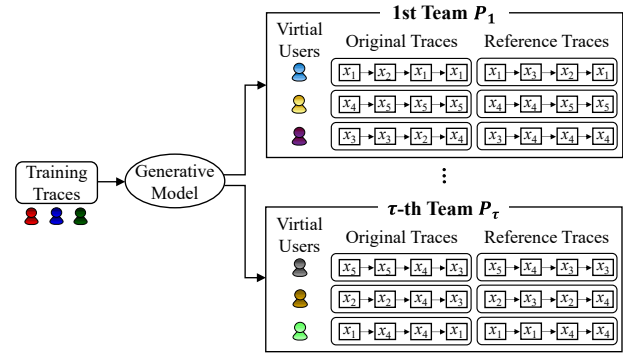 1st Team P₁
Virtial Users Original Traces Reference Traces
x₁ x₂ x₁ x₁ x₁ x₃ x₂ x₁
x₄ x₅ x₅ x₅ x₄ x₄ x₅ x₅
x₃ x₃ x₂ x₄ x₃ x₄ x₄ x₄
⋮
Training Traces
Generative Model
τ-th Team Pτ
Virtial Users Original Traces Reference Traces
x₅ x₅ x₄ x₃ x₅ x₄ x₃ x₃
x₂ x₂ x₄ x₃ x₂ x₃ x₂ x₄
x₁ x₄ x₄ x₁ x₁ x₁ x₄ x₄